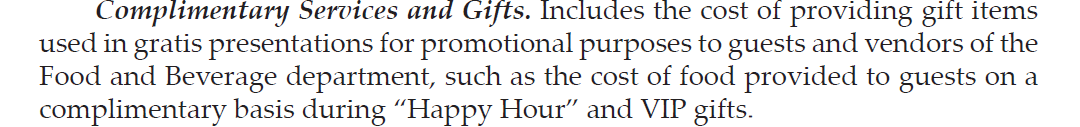 Complimentary Services and Gifts. Includes the cost of providing gift items
used in gratis presentations for promotional purposes to guests and vendors of the
Food and Beverage department, such as the cost of food provided to guests on a
complimentary basis during “Happy Hour” and VIP gifts.